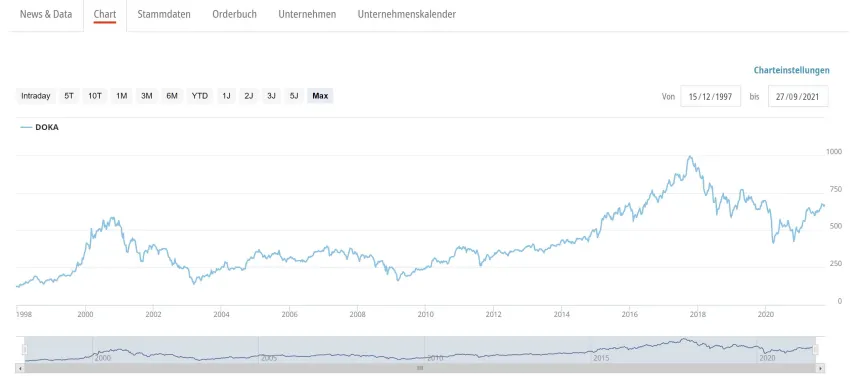 News & Data Chart Stammdaten Orderbuch Unternehmen Unternehmenskalender
Charteinstellungen
Intraday 5T 10T 1M 3M 6M YTD 1J 2J 3J 5J Max Von 15/12/1997 bis 27/09/2021
DOKA
1000
750
500
250
0
1998 2000 2002 2004 2006 2008 2010 2012 2014 2016 2018 2020
2000 2005 2010 2015 2020